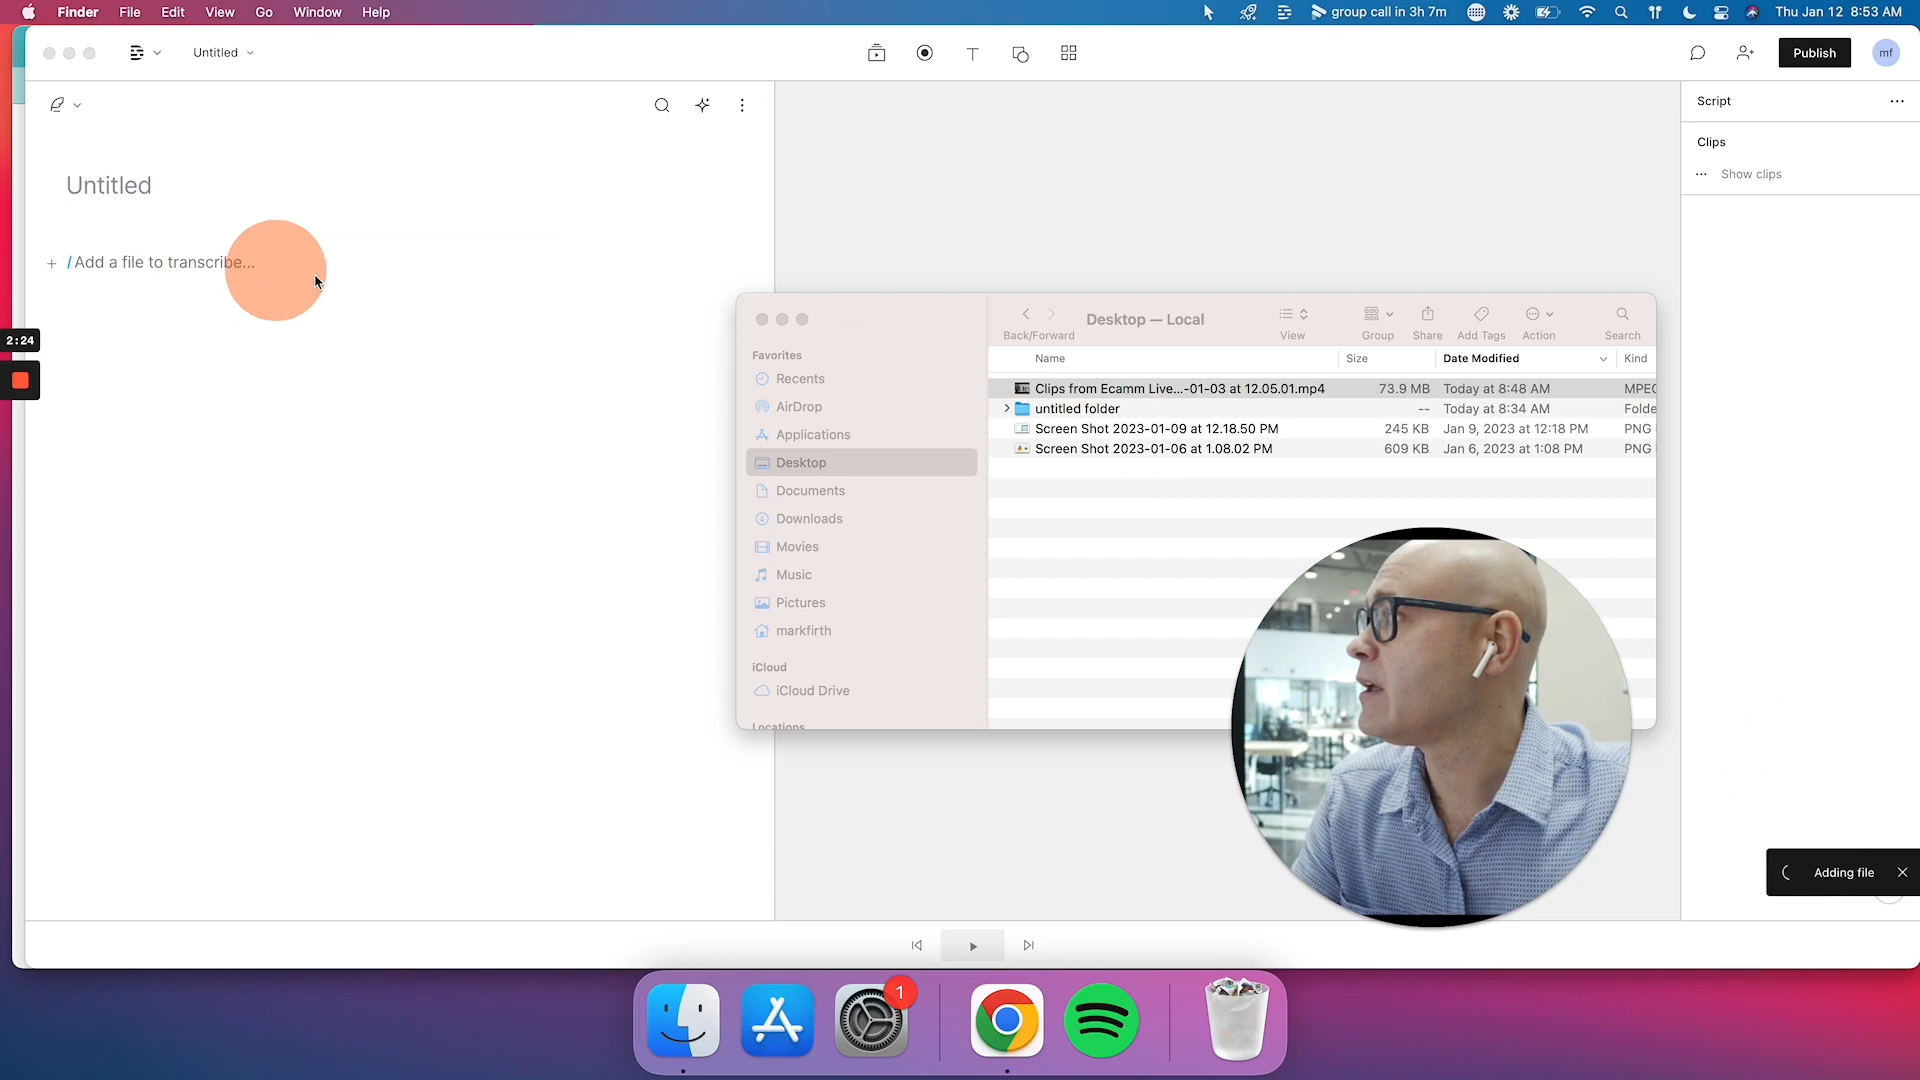 Finder File Edit View Go Window Help
group call in 3h 7m
Thu Jan 12 8:53 AM
Untitled
Publish
mf
Script
Clips
Show clips
Untitled
/Add a file to transcribe...
2:24
Back/Forward
Desktop — Local
View
Group
Share
Add Tags
Action
Search
Name Size Date Modified Kind
Clips from Ecamm Live...-01-03 at 12.05.01.mp4 73.9 MB Today at 8:48 AM MPEG
untitled folder -- Today at 8:34 AM Folde
Screen Shot 2023-01-09 at 12.18.50 PM 245 KB Jan 9, 2023 at 12:18 PM PNG
Screen Shot 2023-01-06 at 1.08.02 PM 609 KB Jan 6, 2023 at 1:08 PM PNG
Favorites
Recents
AirDrop
Applications
Desktop
Documents
Downloads
Movies
Music
Pictures
markfirth
iCloud
iCloud Drive
Locations
Adding file
1